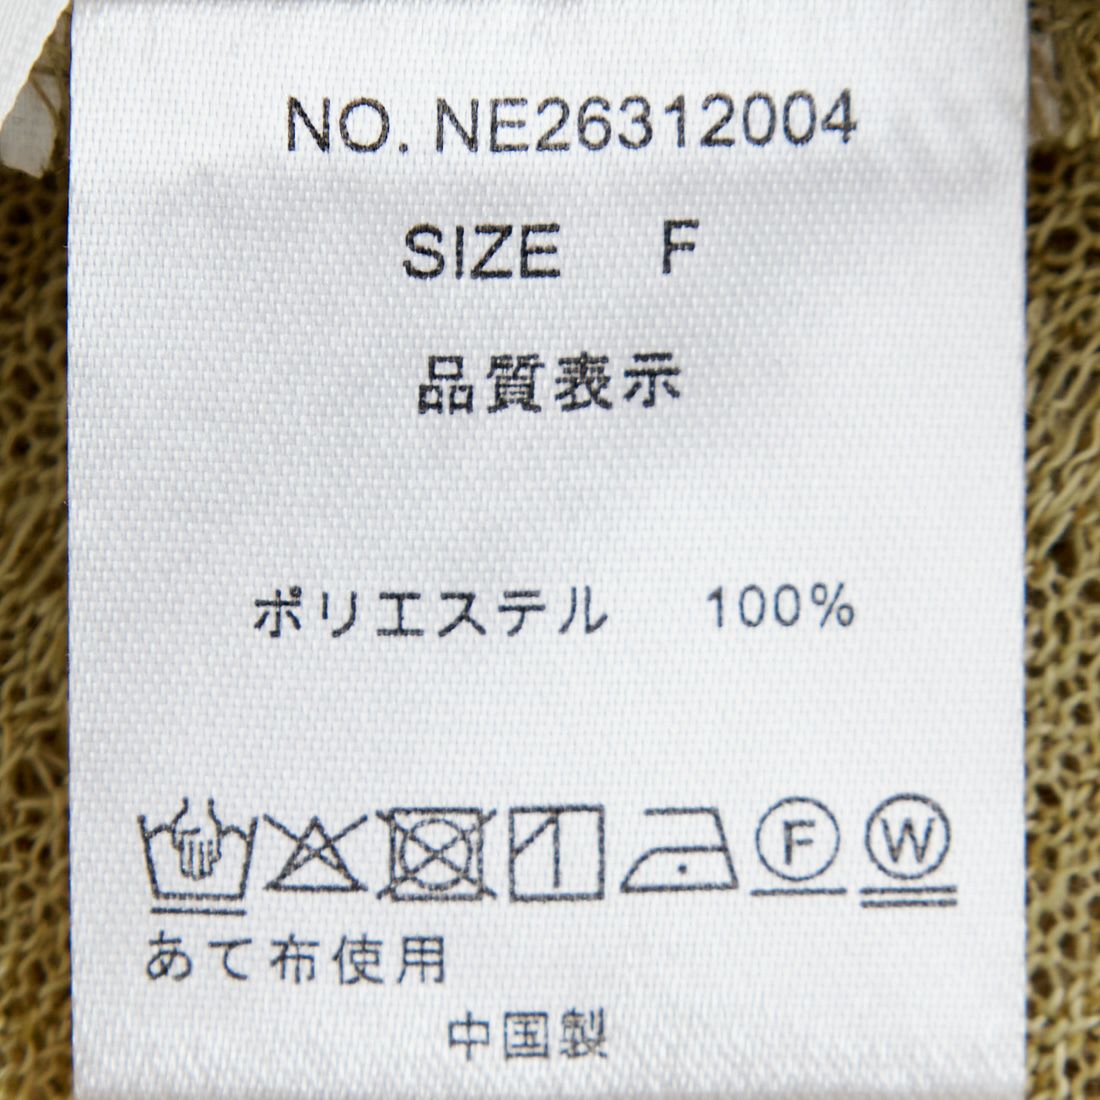 NO. NE26312004
SIZE F
品質表示
ポリエステル 100%
F W
あて布使用
中国製